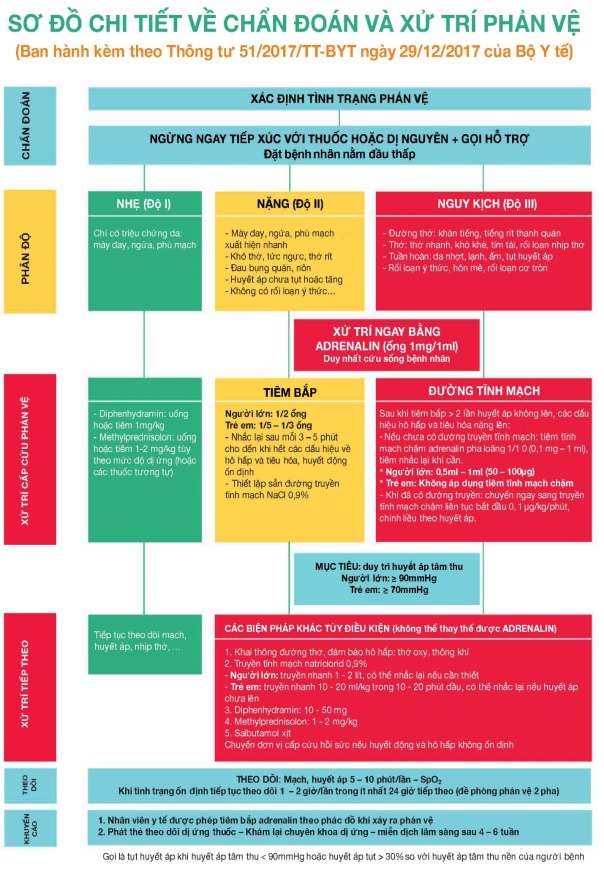 SƠ ĐỒ CHI TIẾT VỀ CHẨN ĐOÁN VÀ XỬ TRÍ PHẢN VỆ
(Ban hành kèm theo Thông tư 51/2017/TT-BYT ngày 29/12/2017 của Bộ Y tế)
CHẨN ĐOÁN
XÁC ĐỊNH TÌNH TRẠNG PHẢN VỆ
NGỪNG NGAY TIẾP XÚC VỚI THUỐC HOẶC DỊ NGUYÊN + GỌI HỖ TRỢ
Đặt bệnh nhân nằm đầu thấp
PHÂN ĐỘ
NHẸ (Độ I)
Chỉ có triệu chứng da:
mày đay, ngứa, phù mạch
NẶNG (Độ II)
- Mày đay, ngứa, phù mạch
xuất hiện nhanh
- Khó thở, tức ngực, thở rít
- Đau bụng quặn, nôn
- Huyết áp chưa tụt hoặc tăng
- Không có rối loạn ý thức...
NGUY KỊCH (Độ III)
- Đường thở: khàn tiếng, tiếng rít thanh quản
- Thở: thở nhanh, khò khè, tím tái, rối loạn nhịp thở
- Tuần hoàn: da nhợt, lạnh, ẩm, tụt huyết áp
- Rối loạn ý thức, hôn mê, rối loạn cơ tròn
XỬ TRÍ NGAY BẰNG
ADRENALIN (ống 1mg/1ml)
Duy nhất cứu sống bệnh nhân
XỬ TRÍ CẤP CỨU PHẢN VỆ
- Diphenhydramin: uống
hoặc tiêm 1mg/kg
- Methylprednisolon: uống
hoặc tiêm 1-2 mg/kg tùy
theo mức độ dị ứng (hoặc
các thuốc tương tự)
TIÊM BẮP
Người lớn: 1/2 ống
Trẻ em: 1/5 – 1/3 ống
- Nhắc lại sau mỗi 3 – 5 phút
cho đến khi hết các dấu hiệu về
hô hấp và tiêu hóa, huyết động
ổn định
- Thiết lập sẵn đường truyền
tĩnh mạch NaCl 0,9%
ĐƯỜNG TĨNH MẠCH
Sau khi tiêm bắp > 2 lần huyết áp không lên, các dấu
hiệu hô hấp và tiêu hóa nặng lên:
- Nếu chưa có đường truyền tĩnh mạch: tiêm tĩnh
mạch chậm adrenalin pha loãng 1/1 0 (0,1 mg – 1 ml),
tiêm nhắc lại khi cần.
* Người lớn: 0,5ml – 1ml (50 – 100µg)
* Trẻ em: Không áp dụng tiêm tĩnh mạch chậm
- Khi đã có đường truyền: chuyển ngay sang truyền
tĩnh mạch liên tục bắt đầu 0, 1 µg/kg/phút,
chỉnh liều theo huyết áp.
MỤC TIÊU: duy trì huyết áp tâm thu
Người lớn: ≥ 90mmHg
Trẻ em: ≥ 70mmHg
XỬ TRÍ TIẾP THEO
Tiếp tục theo dõi mạch,
huyết áp, nhịp thở, ...
CÁC BIỆN PHÁP KHÁC TÙY ĐIỀU KIỆN (không thể thay thế được ADRENALIN)
1. Khai thông đường thở, đảm bảo hô hấp: thở oxy, thông khí
2. Truyền tĩnh mạch natriclorid 0,9%
- Người lớn: truyền nhanh 1 - 2 lít, có thể nhắc lại nếu cần thiết
- Trẻ em: truyền nhanh 10 - 20 ml/kg trong 10 - 20 phút đầu, có thể nhắc lại nếu huyết áp
chưa lên
3. Diphenhydramin: 10 - 50 mg
4. Methylprednisolon: 1 - 2 mg/kg
5. Salbutamol xịt
Chuyển đơn vị cấp cứu hồi sức nếu huyết động và hô hấp không ổn định
THEO
DÕI
THEO DÕI: Mạch, huyết áp 5 – 10 phút/lần – SpO₂
Khi tình trạng ổn định tiếp tục theo dõi 1 – 2 giờ/lần trong ít nhất 24 giờ tiếp theo (đề phòng phản vệ 2 pha)
KHUYẾN
CÁO
1. Nhân viên y tế được phép tiêm bắp adrenalin theo phác đồ khi xảy ra phản vệ
2. Phát thẻ theo dõi dị ứng thuốc – Khám lại chuyên khoa dị ứng – miễn dịch lâm sàng sau 4 – 6 tuần
Gọi là tụt huyết áp khi huyết áp tâm thu < 90mmHg hoặc huyết áp tụt > 30% so với huyết áp tâm thu nền của người bệnh